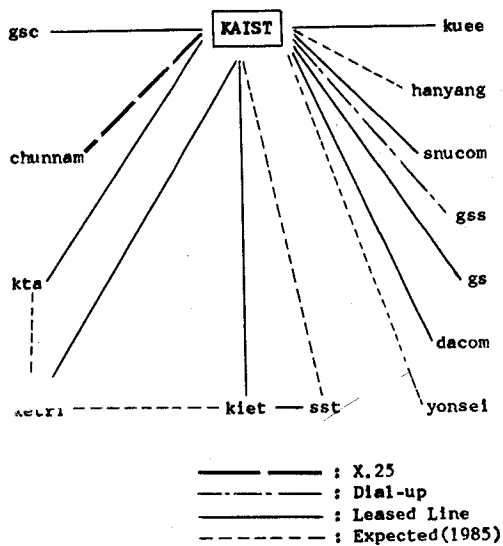 gsc
KAIST
kuee
hanyang
chunnam
snucom
gss
kta
gs
dacom
kiet
sst
yonsei
: X.25
: Dial-up
: Leased Line
: Expected(1985)